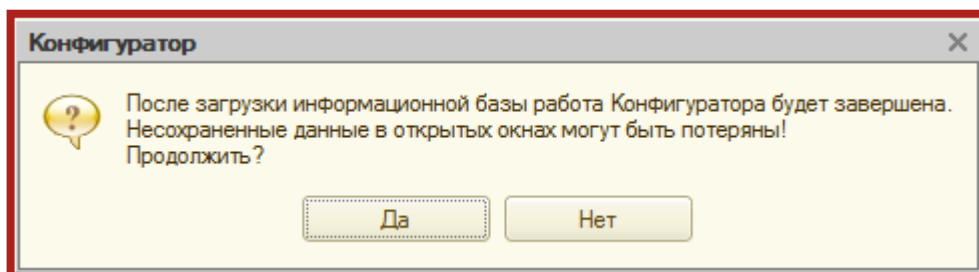 Конфигуратор
После загрузки информационной базы работа Конфигуратора будет завершена.
Несохраненные данные в открытых окнах могут быть потеряны!
Продолжить?
Да
Нет